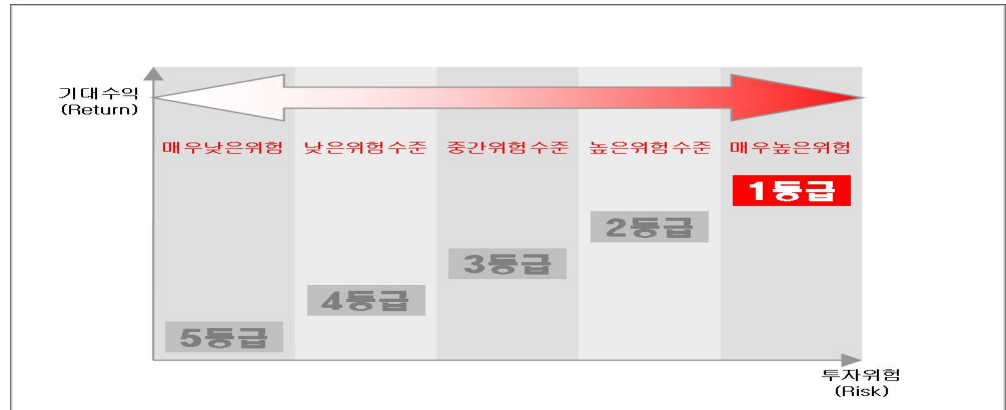 기대수익
(Return)
매우낮은위험 낮은위험수준 중간위험수준 높은위험수준 매우높은위험
1등급
2등급
3등급
4등급
5등급
투자위험
(Risk)